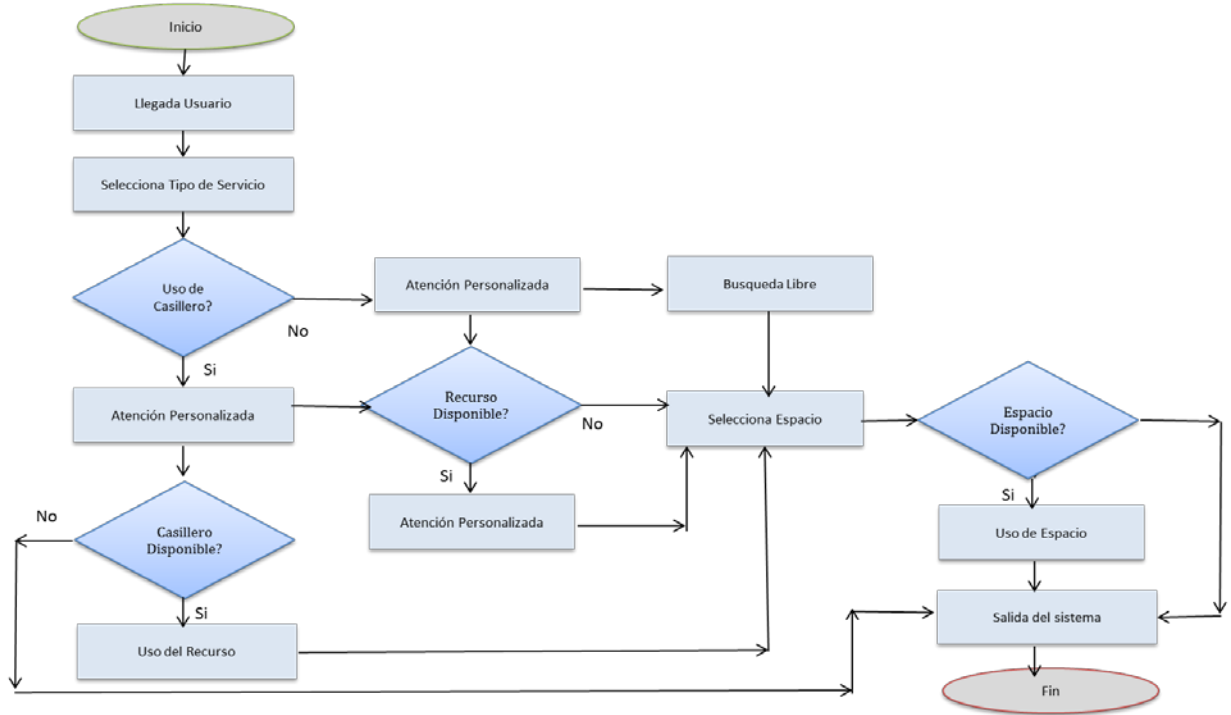 Inicio
Llegada Usuario
Selecciona Tipo de Servicio
Uso de
Casillero?
No
Si
Atención Personalizada
Busqueda Libre
Atención Personalizada
Recurso
Disponible?
No
Si
Selecciona Espacio
Espacio
Disponible?
Si
Atención Personalizada
Uso de Espacio
No
Casillero
Disponible?
Si
Uso del Recurso
Salida del sistema
Fin